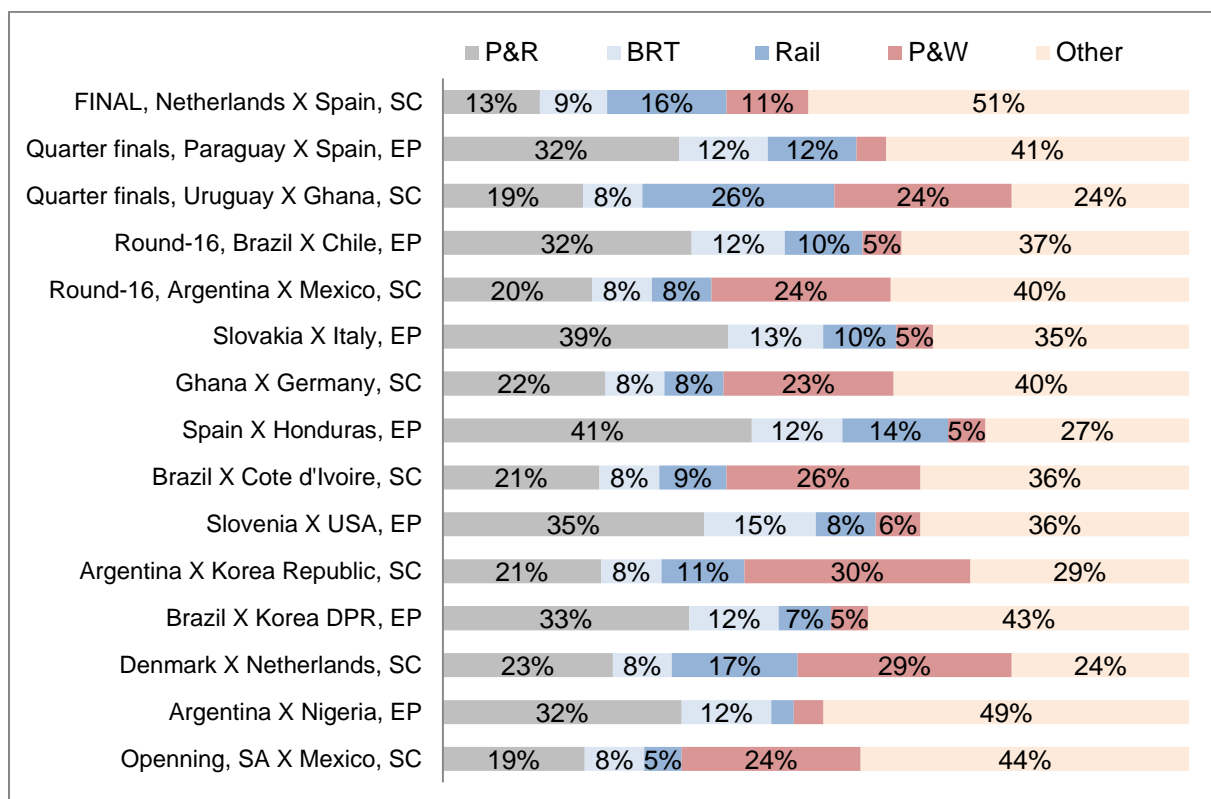 P&R BRT Rail P&W Other
FINAL, Netherlands X Spain, SC 13% 9% 16% 11% 51%
Quarter finals, Paraguay X Spain, EP 32% 12% 12% 41%
Quarter finals, Uruguay X Ghana, SC 19% 8% 26% 24% 24%
Round-16, Brazil X Chile, EP 32% 12% 10% 5% 37%
Round-16, Argentina X Mexico, SC 20% 8% 8% 24% 40%
Slovakia X Italy, EP 39% 13% 10% 5% 35%
Ghana X Germany, SC 22% 8% 8% 23% 40%
Spain X Honduras, EP 41% 12% 14% 5% 27%
Brazil X Cote d'Ivoire, SC 21% 8% 9% 26% 36%
Slovenia X USA, EP 35% 15% 8% 6% 36%
Argentina X Korea Republic, SC 21% 8% 11% 30% 29%
Brazil X Korea DPR, EP 33% 12% 7% 5% 43%
Denmark X Netherlands, SC 23% 8% 17% 29% 24%
Argentina X Nigeria, EP 32% 12% 49%
Openning, SA X Mexico, SC 19% 8% 5% 24% 44%